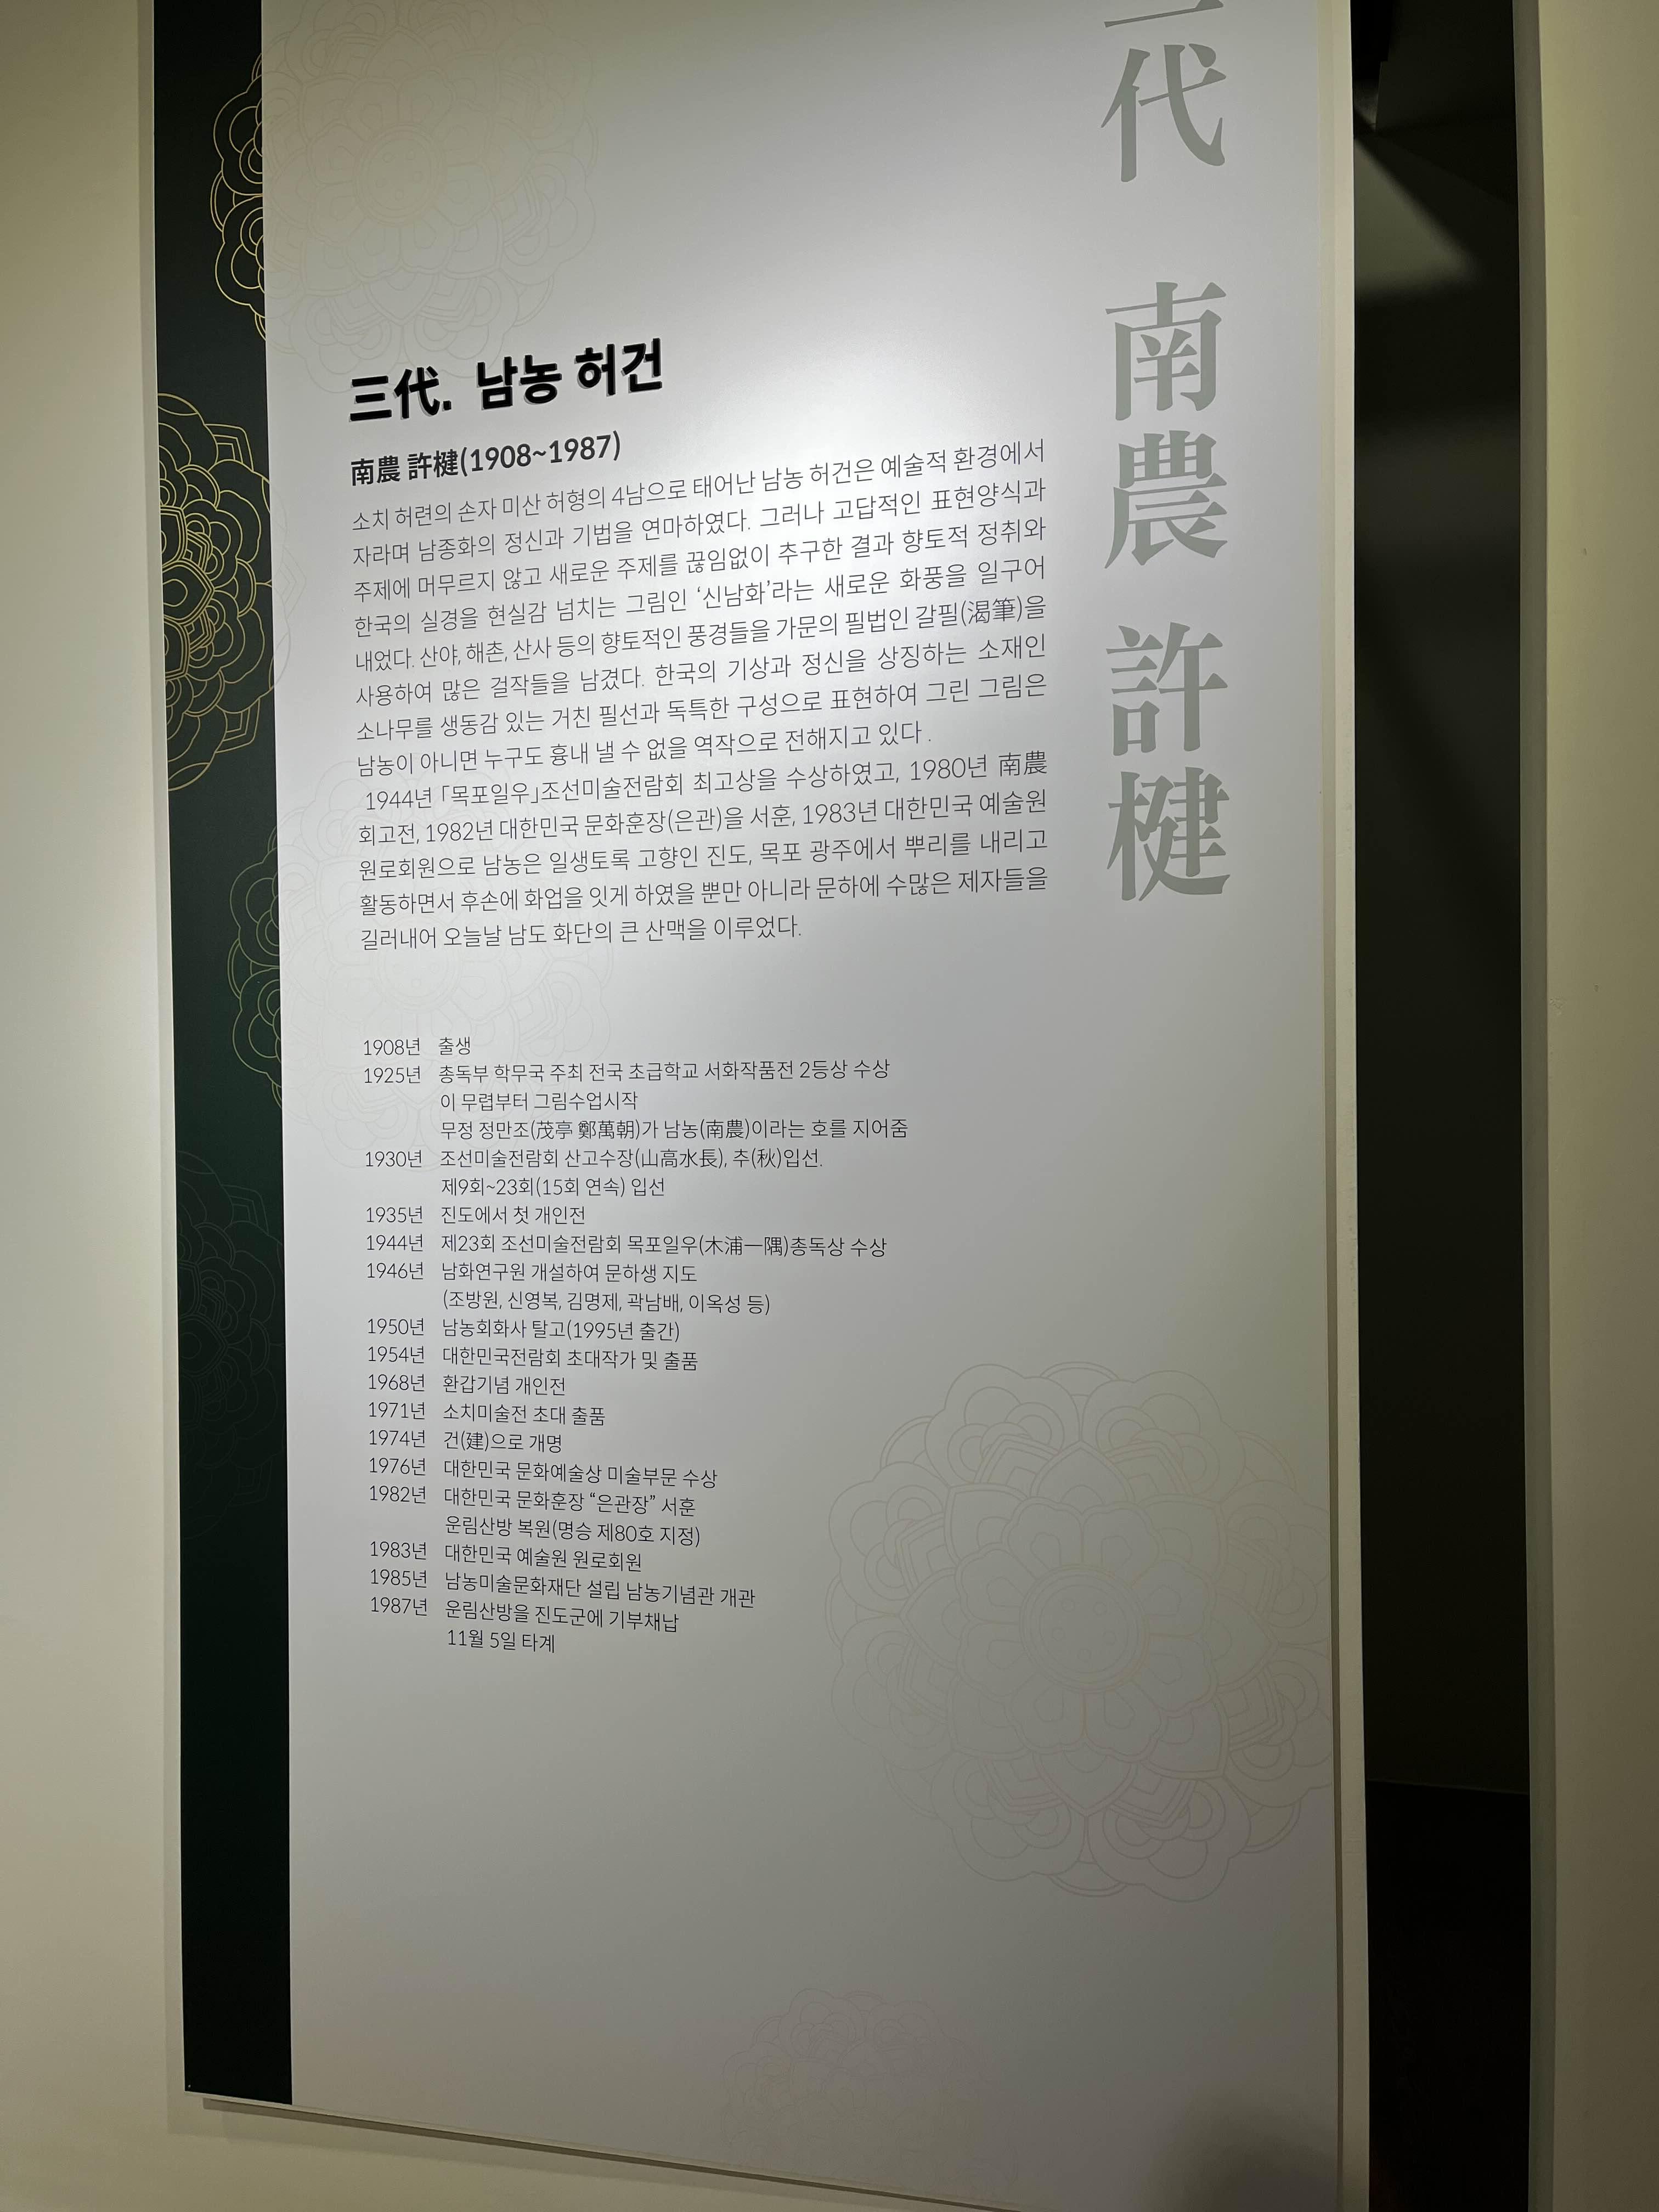 三代. 남농 허건
南農 許楗(1908~1987)
소치 허련의 손자 미산 허형의 4남으로 태어난 남농 허건은 예술적 환경에서
자라며 남종화의 정신과 기법을 연마하였다. 그러나 고답적인 표현양식과
주제에 머무르지 않고 새로운 주제를 끊임없이 추구한 결과 향토적 정취와
한국의 실경을 현실감 넘치는 그림인 ‘신남화’라는 새로운 화풍을 일구어
내었다. 산야, 해촌, 산사 등의 향토적인 풍경들을 가문의 필법인 갈필(渴筆)을
사용하여 많은 걸작들을 남겼다. 한국의 기상과 정신을 상징하는 소재인
소나무를 생동감 있는 거친 필선과 독특한 구성으로 표현하여 그린 그림은
남농이 아니면 누구도 흉내 낼 수 없을 역작으로 전해지고 있다 .
1944년 「목포일우」조선미술전람회 최고상을 수상하였고, 1980년 南農
회고전, 1982년 대한민국 문화훈장(은관)을 서훈, 1983년 대한민국 예술원
원로회원으로 남농은 일생토록 고향인 진도, 목포 광주에서 뿌리를 내리고
활동하면서 후손에 화업을 잇게 하였을 뿐만 아니라 문하에 수많은 제자들을
길러내어 오늘날 남도 화단의 큰 산맥을 이루었다.
1908년 출생
1925년 총독부 학무국 주최 전국 초급학교 서화작품전 2등상 수상
이 무렵부터 그림수업시작
무정 정만조(茂亭 鄭萬朝)가 남농(南農)이라는 호를 지어줌
1930년 조선미술전람회 산고수장(山高水長), 추(秋)입선.
제9회~23회(15회 연속) 입선
1935년 진도에서 첫 개인전
1944년 제23회 조선미술전람회 목포일우(木浦一隅)총독상 수상
1946년 남화연구원 개설하여 문하생 지도
(조방원, 신영복, 김명제, 곽남배, 이옥성 등)
1950년 남농회화사 탈고(1995년 출간)
1954년 대한민국전람회 초대작가 및 출품
1968년 환갑기념 개인전
1971년 소치미술전 초대 출품
1974년 건(建)으로 개명
1976년 대한민국 문화예술상 미술부문 수상
1982년 대한민국 문화훈장 “은관장” 서훈
운림산방 복원(명승 제80호 지정)
1983년 대한민국 예술원 원로회원
1985년 남농미술문화재단 설립 남농기념관 개관
1987년 운림산방을 진도군에 기부채납
11월 5일 타계
代 南農 許楗